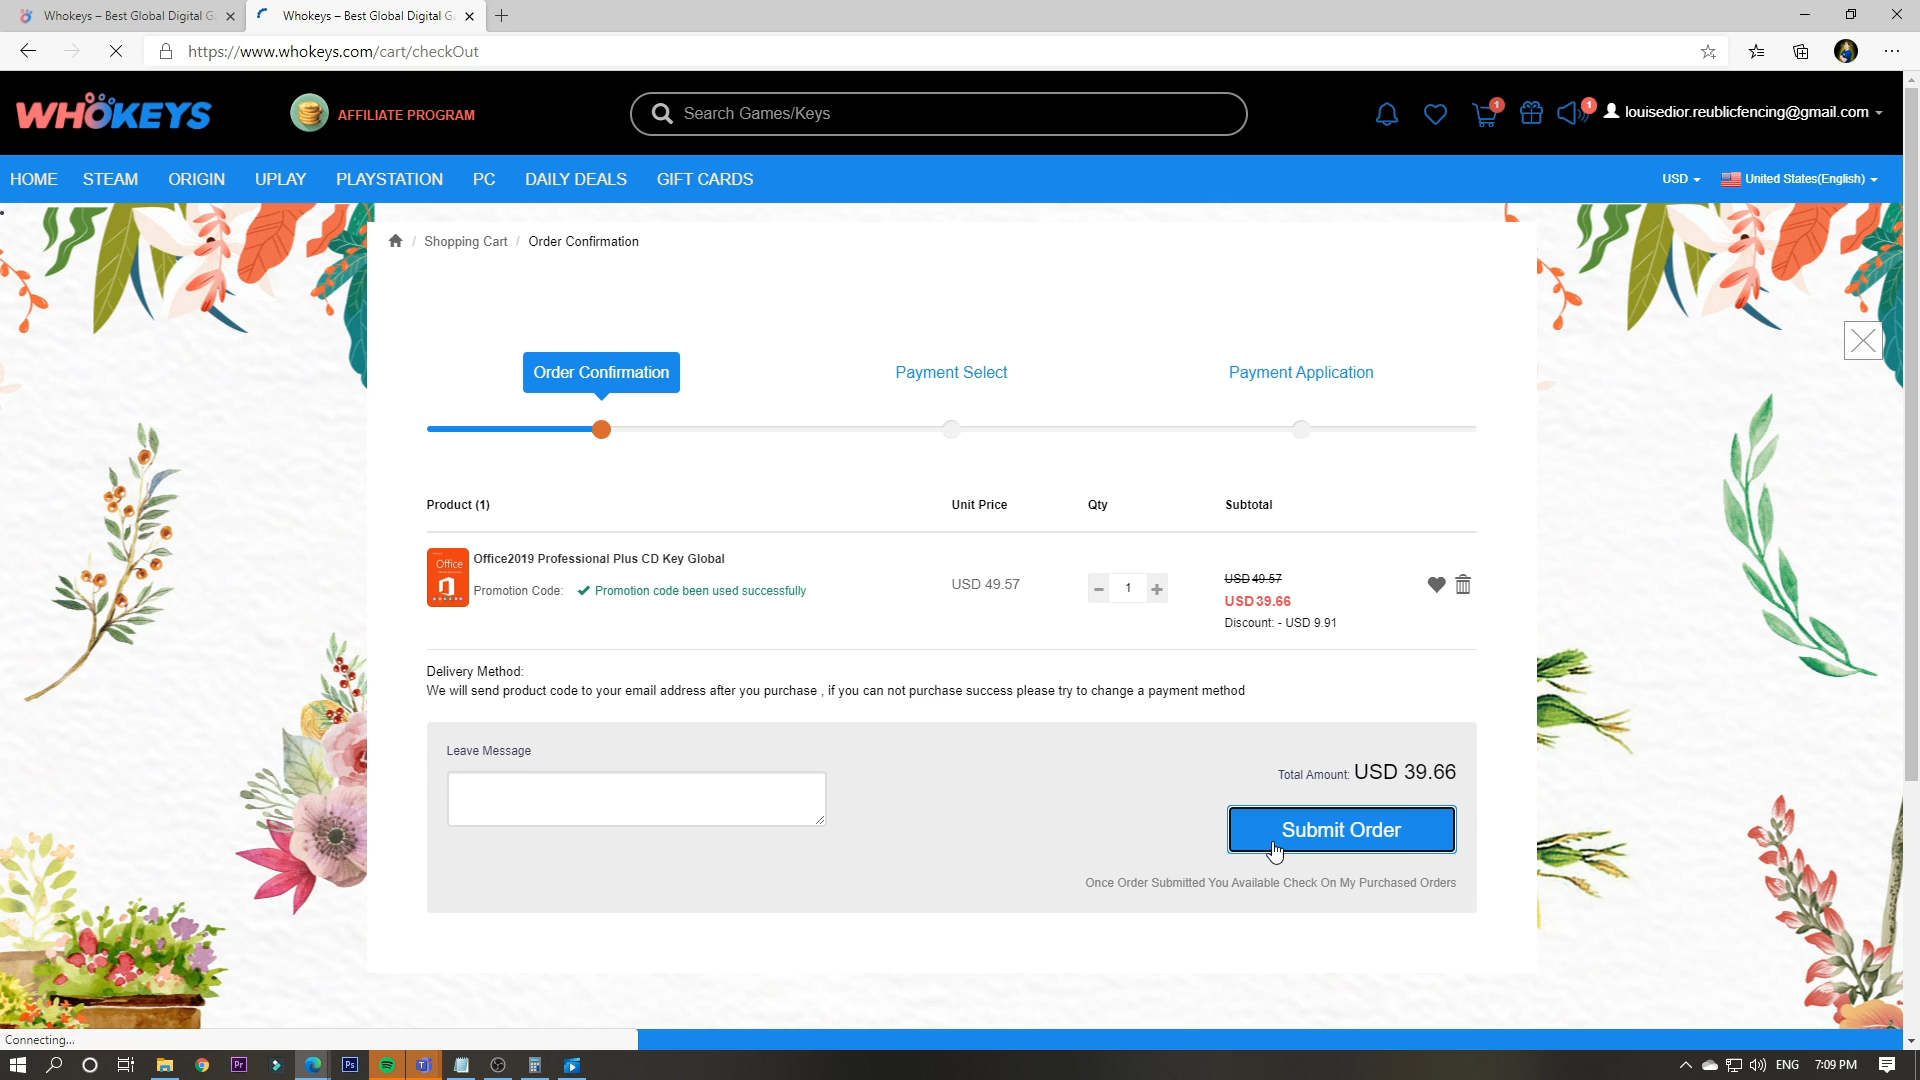 Whokeys – Best Global Digital G
Whokeys – Best Global Digital G
https://www.whokeys.com/cart/checkOut
WHOKEYS
AFFILIATE PROGRAM
Search Games/Keys
1
1
louisedior.reublicfencing@gmail.com
HOME
STEAM
ORIGIN
UPLAY
PLAYSTATION
PC
DAILY DEALS
GIFT CARDS
USD
United States(English)
/ Shopping Cart / Order Confirmation
Order Confirmation
Payment Select
Payment Application
Product (1)
Unit Price
Qty
Subtotal
Office
Office2019 Professional Plus CD Key Global
Promotion Code:
Promotion code been used successfully
USD 49.57
− 1 +
USD 49.57
USD 39.66
Discount: - USD 9.91
Delivery Method:
We will send product code to your email address after you purchase , if you can not purchase success please try to change a payment method
Leave Message
Total Amount: USD 39.66
Submit Order
Once Order Submitted You Available Check On My Purchased Orders
Connecting...
Pr
Ps
ENG
7:09 PM